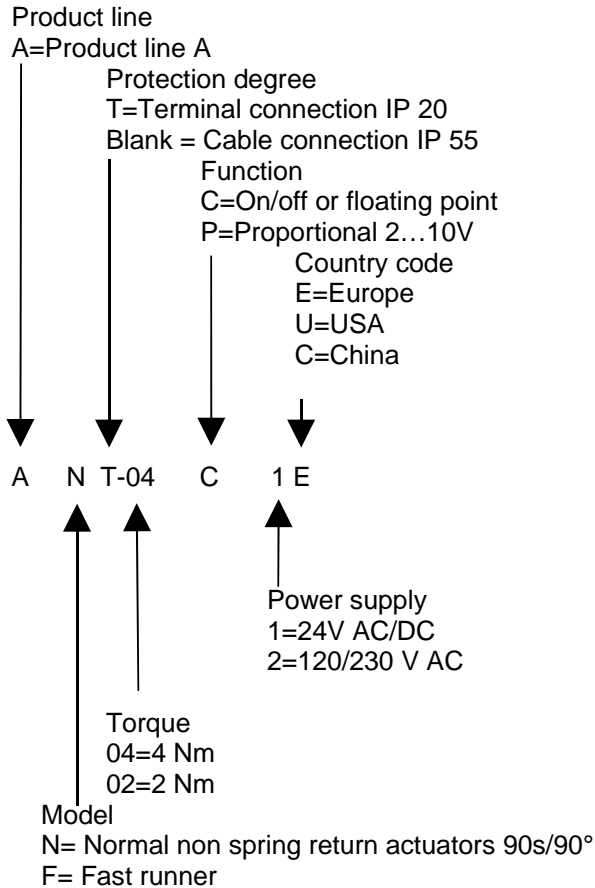 Product line
A=Product line A
Protection degree
T=Terminal connection IP 20
Blank = Cable connection IP 55
Function
C=On/off or floating point
P=Proportional 2…10V
Country code
E=Europe
U=USA
C=China
A N T-04 C 1 E
Power supply
1=24V AC/DC
2=120/230 V AC
Torque
04=4 Nm
02=2 Nm
Model
N= Normal non spring return actuators 90s/90°
F= Fast runner